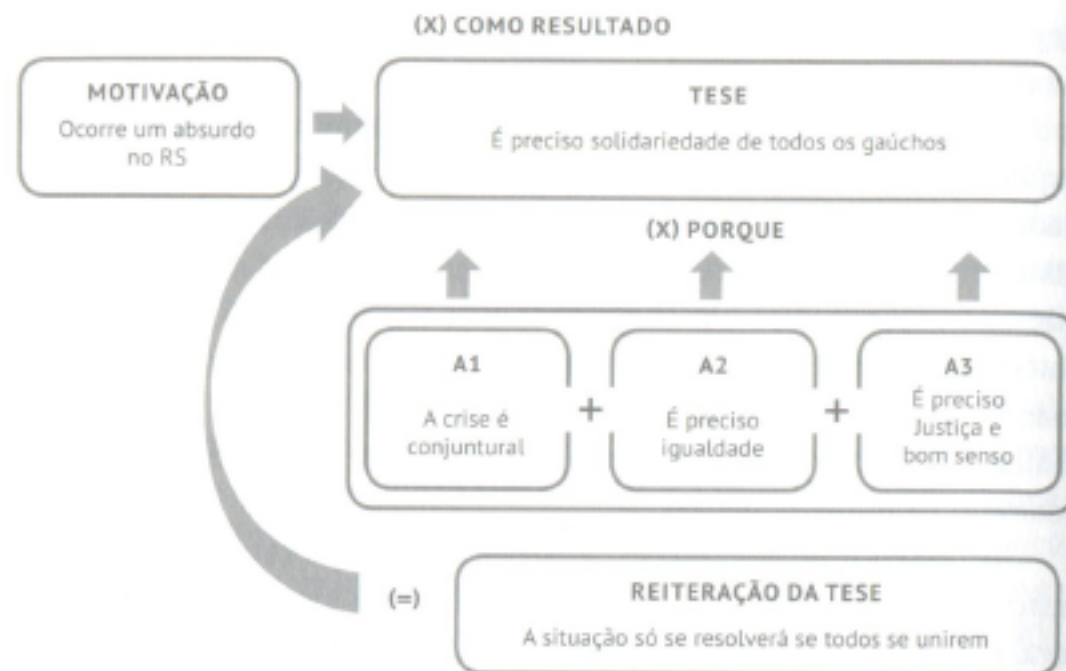 (X) COMO RESULTADO
MOTIVAÇÃO
Ocorre um absurdo
no RS
TESE
É preciso solidariedade de todos os gaúchos
(X) PORQUE
A1
A crise é
conjuntural
+
A2
É preciso
igualdade
+
A3
É preciso
Justiça e
bom senso
(=)
REITERAÇÃO DA TESE
A situação só se resolverá se todos se unirem